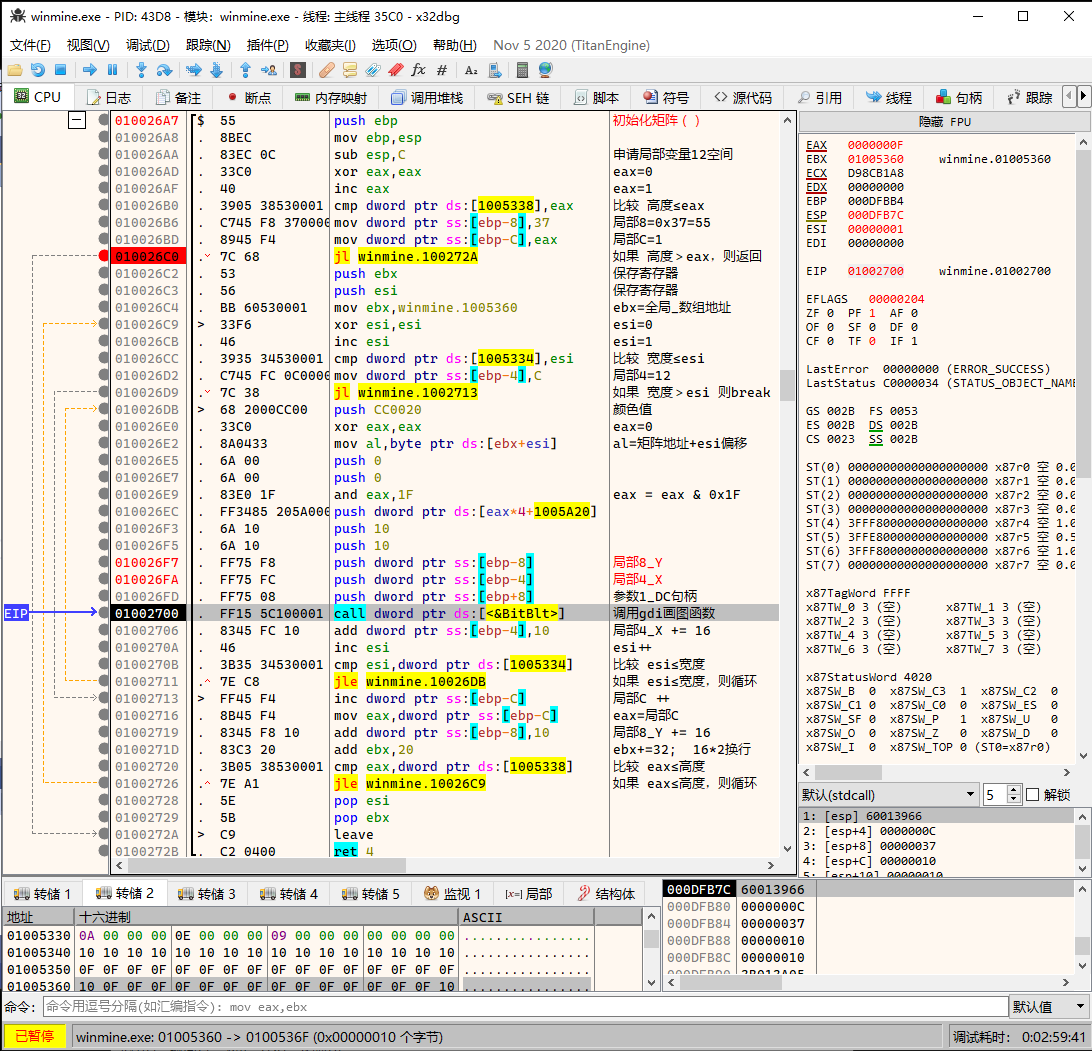 winmine.exe - PID: 43D8 - 模块: winmine.exe - 线程: 主线程 35C0 - x32dbg
文件(F) 视图(V) 调试(D) 跟踪(N) 插件(P) 收藏夹(I) 选项(O) 帮助(H) Nov 5 2020 (TitanEngine)
CPU 日志 备注 断点 内存映射 调用堆栈 SEH 链 脚本 符号 源代码 引用 线程 句柄 跟踪
010026A7 $ 55 push ebp 初始化矩阵()
010026A8 . 8BEC mov ebp,esp
010026AA . 83EC 0C sub esp,C 申请局部变量12空间
010026AD . 33C0 xor eax,eax eax=0
010026AF . 40 inc eax eax=1
010026B0 . 3905 38530001 cmp dword ptr ds:[1005338],eax 比较 高度≤eax
010026B6 . C745 F8 370000 mov dword ptr ss:[ebp-8],37 局部8=0x37=55
010026BD . 8945 F4 mov dword ptr ss:[ebp-C],eax 局部C=1
010026C0 . 7C 68 jl winmine.100272A 如果 高度>eax，则返回
010026C2 . 53 push ebx 保存寄存器
010026C3 . 56 push esi 保存寄存器
010026C4 . BB 60530001 mov ebx,winmine.1005360 ebx=全局_数组地址
010026C9 > 33F6 xor esi,esi esi=0
010026CB . 46 inc esi esi=1
010026CC . 3935 34530001 cmp dword ptr ds:[1005334],esi 比较 宽度≤esi
010026D2 . C745 FC 0C0000 mov dword ptr ss:[ebp-4],C 局部4=12
010026D9 . 7C 38 jl winmine.1002713 如果 宽度>esi 则break
010026DB > 68 2000CC00 push CC0020 颜色值
010026E0 . 33C0 xor eax,eax eax=0
010026E2 . 8A0433 mov al,byte ptr ds:[ebx+esi] al=矩阵地址+esi偏移
010026E5 . 6A 00 push 0
010026E7 . 6A 00 push 0
010026E9 . 83E0 1F and eax,1F eax = eax & 0x1F
010026EC . FF3485 205A000 push dword ptr ds:[eax*4+1005A20]
010026F3 . 6A 10 push 10
010026F5 . 6A 10 push 10
010026F7 . FF75 F8 push dword ptr ss:[ebp-8] 局部8_Y
010026FA . FF75 FC push dword ptr ss:[ebp-4] 局部4_X
010026FD . FF75 08 push dword ptr ss:[ebp+8] 参数1_DC句柄
EIP 01002700 . FF15 5C100001 call dword ptr ds:[<&BitBlt>] 调用gdi画图函数
01002706 . 8345 FC 10 add dword ptr ss:[ebp-4],10 局部4_X += 16
0100270A . 46 inc esi esi++
0100270B . 3B35 34530001 cmp esi,dword ptr ds:[1005334] 比较 esi≤宽度
01002711 . 7E C8 jle winmine.10026DB 如果 esi≤宽度，则循环
01002713 > FF45 F4 inc dword ptr ss:[ebp-C] 局部C ++
01002716 . 8B45 F4 mov eax,dword ptr ss:[ebp-C] eax=局部C
01002719 . 8345 F8 10 add dword ptr ss:[ebp-8],10 局部8_Y += 16
0100271D . 83C3 20 add ebx,20 ebx+=32; 16*2换行
01002720 . 3B05 38530001 cmp eax,dword ptr ds:[1005338] 比较 eax≤高度
01002726 . 7E A1 jle winmine.10026C9 如果 eax≤高度，则循环
01002728 . 5E pop esi
01002729 . 5B pop ebx
0100272A > C9 leave
0100272B . C2 0400 ret 4
隐藏 FPU
EAX 0000000F
EBX 01005360 winmine.01005360
ECX D98CB1A8
EDX 00000000
EBP 000DFBB4
ESP 000DFB7C
ESI 00000001
EDI 00000000
EIP 01002700 winmine.01002700
EFLAGS 00000204
ZF 0 PF 1 AF 0
OF 0 SF 0 DF 0
CF 0 TF 0 IF 1
LastError 00000000 (ERROR_SUCCESS)
LastStatus C0000034 (STATUS_OBJECT_NAME
GS 002B FS 0053
ES 002B DS 002B
CS 0023 SS 002B
ST(0) 00000000000000000000 x87r0 空 0.0
ST(1) 00000000000000000000 x87r1 空 0.0
ST(2) 00000000000000000000 x87r2 空 0.0
ST(3) 00000000000000000000 x87r3 空 0.0
ST(4) 3FFF8000000000000000 x87r4 空 1.0
ST(5) 3FFE8000000000000000 x87r5 空 0.5
ST(6) 3FFF8000000000000000 x87r6 空 1.0
ST(7) 00000000000000000000 x87r7 空 0.0
x87TagWord FFFF
x87TW_0 3 (空) x87TW_1 3 (空)
x87TW_2 3 (空) x87TW_3 3 (空)
x87TW_4 3 (空) x87TW_5 3 (空)
x87TW_6 3 (空) x87TW_7 3 (空)
x87StatusWord 4020
x87SW_B 0 x87SW_C3 1 x87SW_C2 0
x87SW_C1 0 x87SW_C0 0 x87SW_ES 0
x87SW_SF 0 x87SW_P 1 x87SW_U 0
x87SW_O 0 x87SW_Z 0 x87SW_D 0
x87SW_I 0 x87SW_TOP 0 (ST0=x87r0)
默认(stdcall) 5 解锁
1: [esp] 60013966
2: [esp+4] 0000000C
3: [esp+8] 00000037
4: [esp+C] 00000010
5: [esp+10] 00000010
转储 1 转储 2 转储 3 转储 4 转储 5 监视 1 [x=] 局部 结构体
地址 十六进制 ASCII
01005330 0A 00 00 00 0E 00 00 00 09 00 00 00 00 00 00 00 ................
01005340 10 10 10 10 10 10 10 10 10 10 10 10 10 10 10 10 ................
01005350 0F 0F 0F 0F 0F 0F 0F 0F 0F 0F 0F 0F 0F 0F 0F 0F ................
01005360 10 0F 0F 0F 0F 0F 0F 0F 0F 0F 0F 0F 0F 0F 0F 10 ................
000DFB7C 60013966
000DFB80 0000000C
000DFB84 00000037
000DFB88 00000010
000DFB8C 00000010
命令: 命令用逗号分隔(如汇编指令): mov eax,ebx 默认值
已暂停 winmine.exe: 01005360 -> 0100536F (0x00000010 个字节) 调试耗时: 0:02:59:41